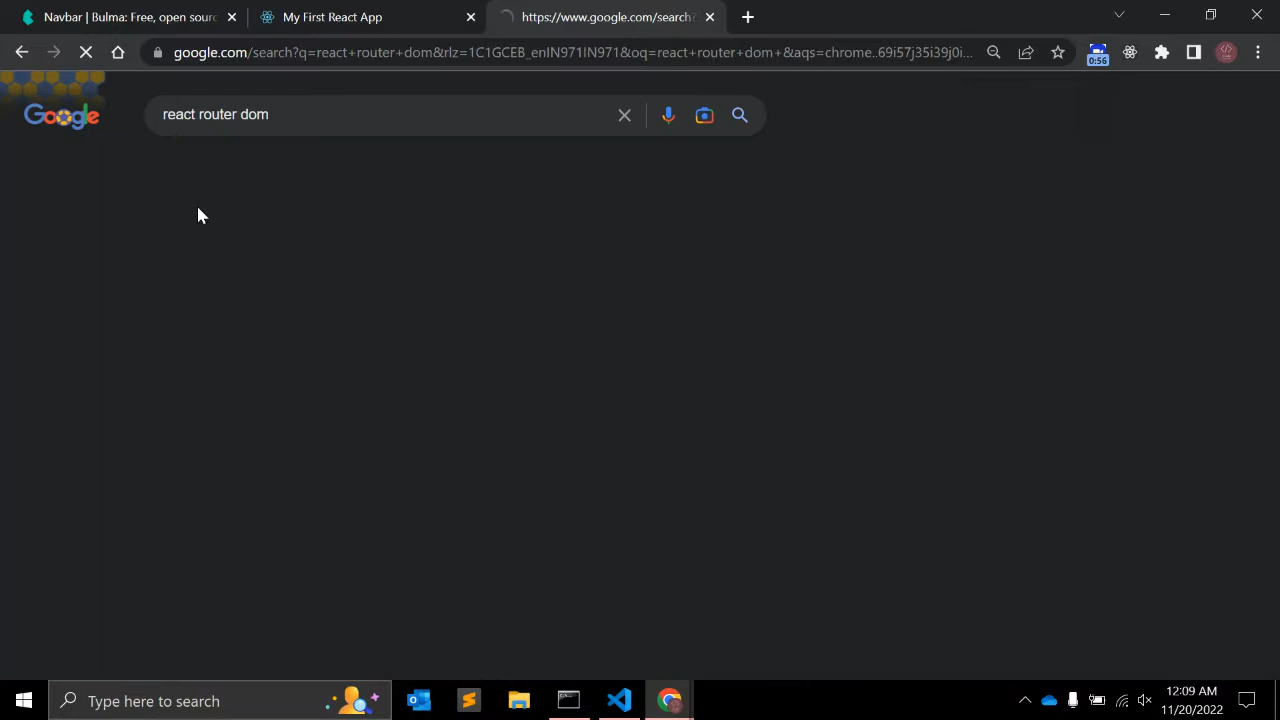 Navbar | Bulma: Free, open sourc
My First React App
https://www.google.com/search?
google.com/search?q=react+router+dom&rlz=1C1GCEB_enIN971IN971&oq=react+router+dom+&aqs=chrome..69i57j35i39j0i...
0:56
Google
react router dom
Type here to search
12:09 AM
11/20/2022